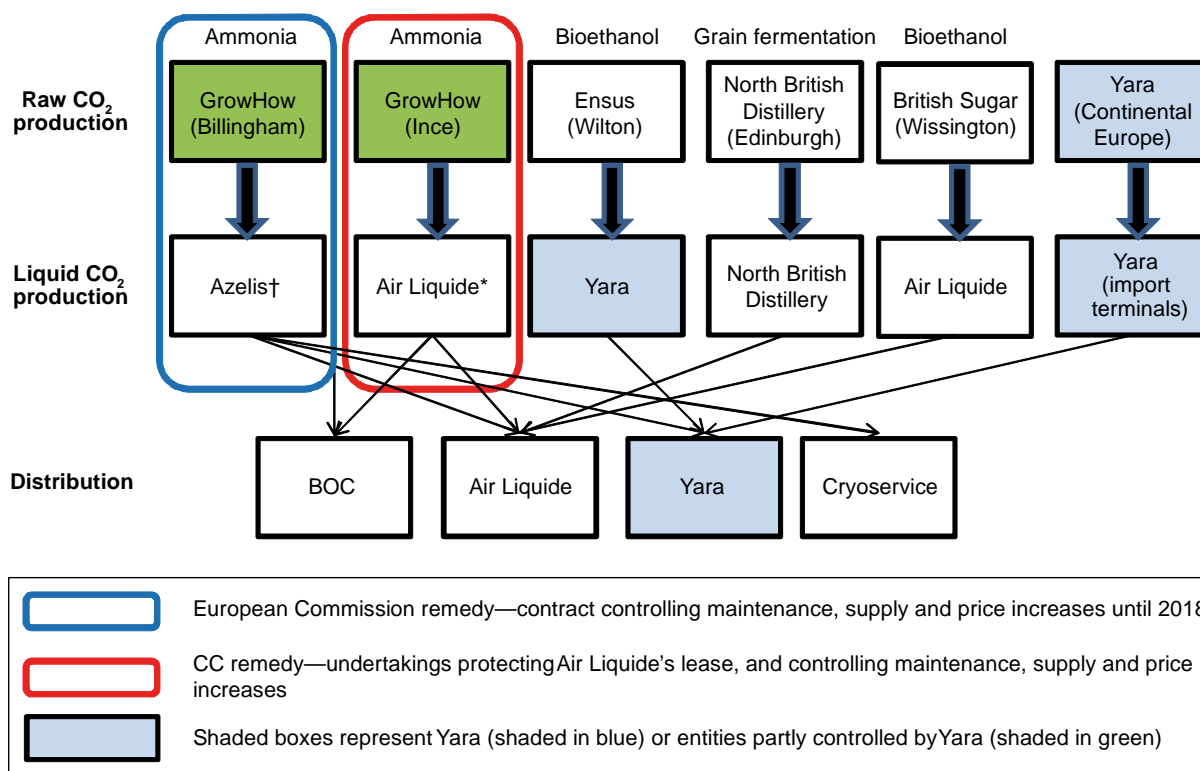 Ammonia
Ammonia
Bioethanol
Grain fermentation
Bioethanol
Raw CO2
production
GrowHow
(Billingham)
GrowHow
(Ince)
Ensus
(Wilton)
North British
Distillery
(Edinburgh)
British Sugar
(Wissington)
Yara
(Continental
Europe)
Liquid CO2
production
Azelis†
Air Liquide*
Yara
North British
Distillery
Air Liquide
Yara
(import
terminals)
Distribution
BOC
Air Liquide
Yara
Cryoservice
European Commission remedy—contract controlling maintenance, supply and price increases until 2018
CC remedy—undertakings protectingAir Liquide's lease, and controlling maintenance, supply and price
increases
Shaded boxes represent Yara (shaded in blue) or entities partly controlled byYara (shaded in green)